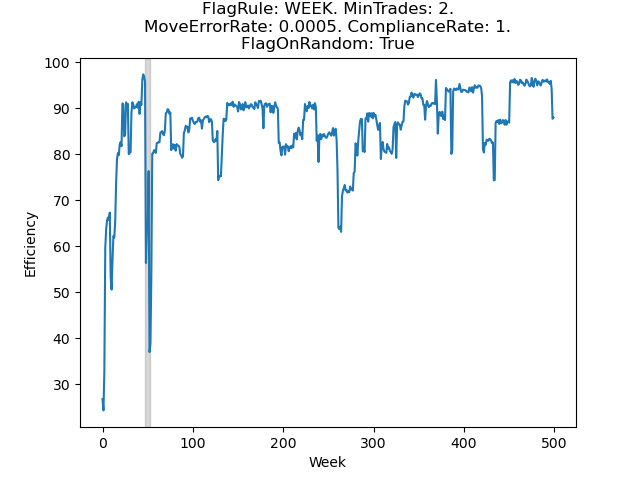 FlagRule: WEEK. MinTrades: 2.
MoveErrorRate: 0.0005. ComplianceRate: 1.
FlagOnRandom: True
100
90
80
70
60
50
40
30
Efficiency
0 100 200 300 400 500
Week